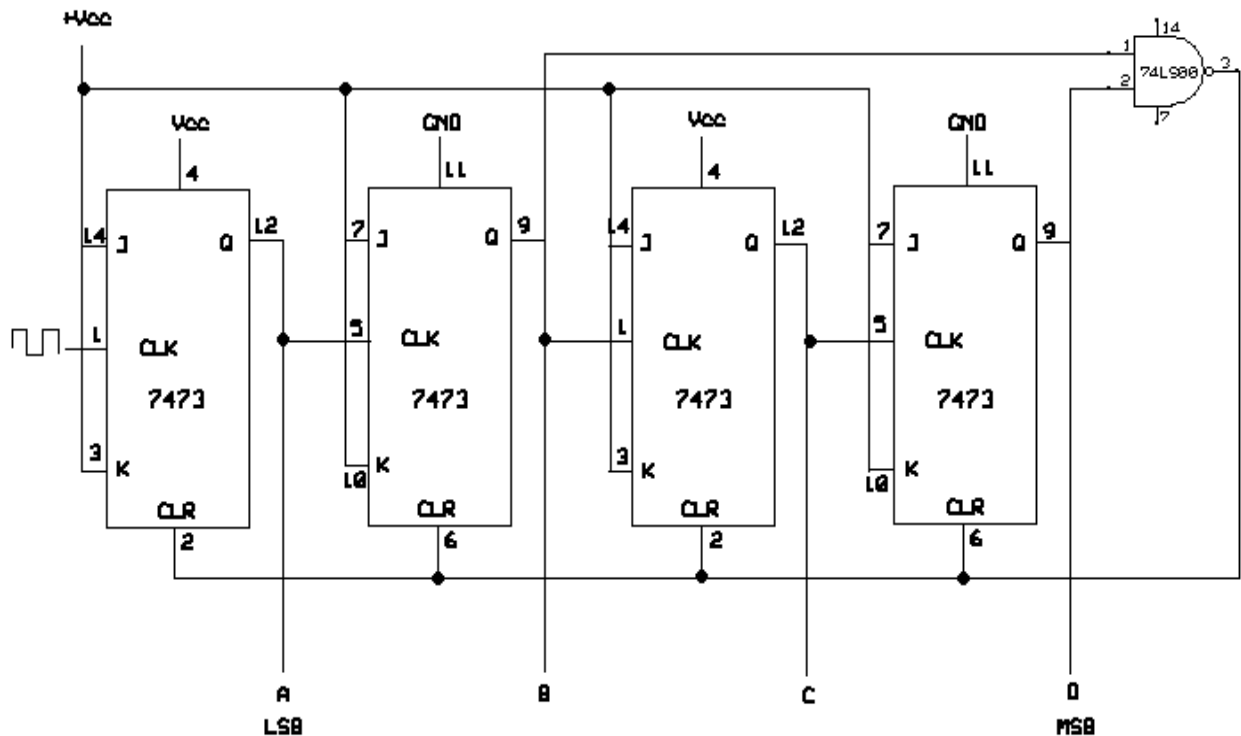 +Vcc
14
1
74LS00
3
2
7
Vcc
GND
Vcc
GND
4
11
4
11
14 J Q 12
7 J Q 9
14 J Q 12
7 J Q 9
1 CLK
5 CLK
1 CLK
5 CLK
7473
7473
7473
7473
3 K
10 K
3 K
10 K
CLR
CLR
CLR
CLR
2
6
2
6
A
B
C
D
LSB
MSB